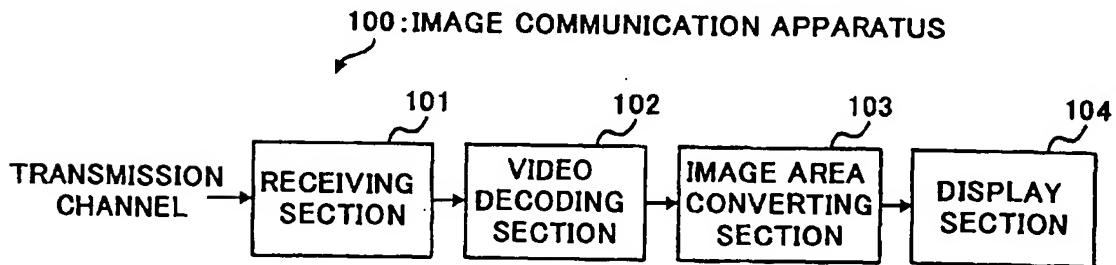 100:IMAGE COMMUNICATION APPARATUS
101
102
103
104
TRANSMISSION
CHANNEL
RECEIVING
SECTION
VIDEO
DECODING
SECTION
IMAGE AREA
CONVERTING
SECTION
DISPLAY
SECTION